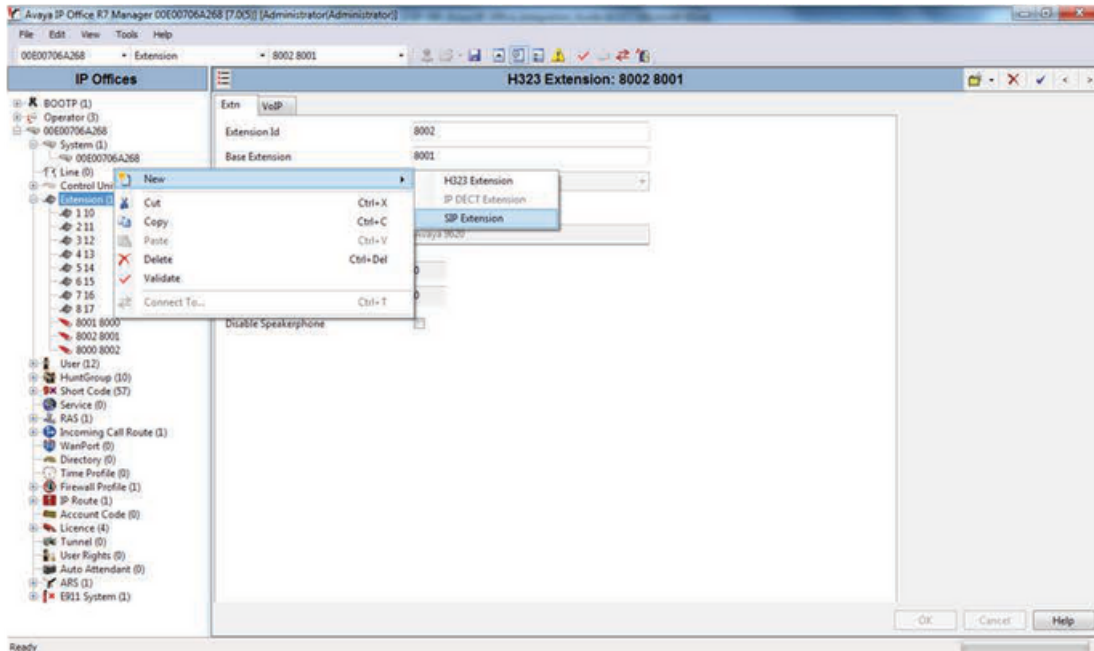 Avaya IP Office R7 Manager 00E00706A268 [7.0(5)] [Administrator(Administrator)]
File Edit View Tools Help
00E00706A268 Extension 8002 8001
IP Offices
H323 Extension: 8002 8001
BOOTP (1)
Operator (3)
00E00706A268
System (1)
00E00706A268
Line (0)
Control Uni
Extension (1
1 10
2 11
3 12
4 13
5 14
6 15
7 16
8 17
8001 8000
8002 8001
8000 8002
User (12)
HuntGroup (10)
Short Code (57)
Service (0)
RAS (1)
Incoming Call Route (1)
WanPort (0)
Directory (0)
Time Profile (0)
Firewall Profile (1)
IP Route (1)
Account Code (0)
Licence (4)
Tunnel (0)
User Rights (0)
Auto Attendant (0)
ARS (1)
E911 System (1)
New
Cut Ctrl+X
Copy Ctrl+C
Paste Ctrl+V
Delete Ctrl+Del
Validate
Connect To... Ctrl+T
H323 Extension
IP DECT Extension
SIP Extension
Extn VoIP
Extension Id 8002
Base Extension 8001
Avaya 9620
0
0
Disable Speakerphone
OK Cancel Help
Ready